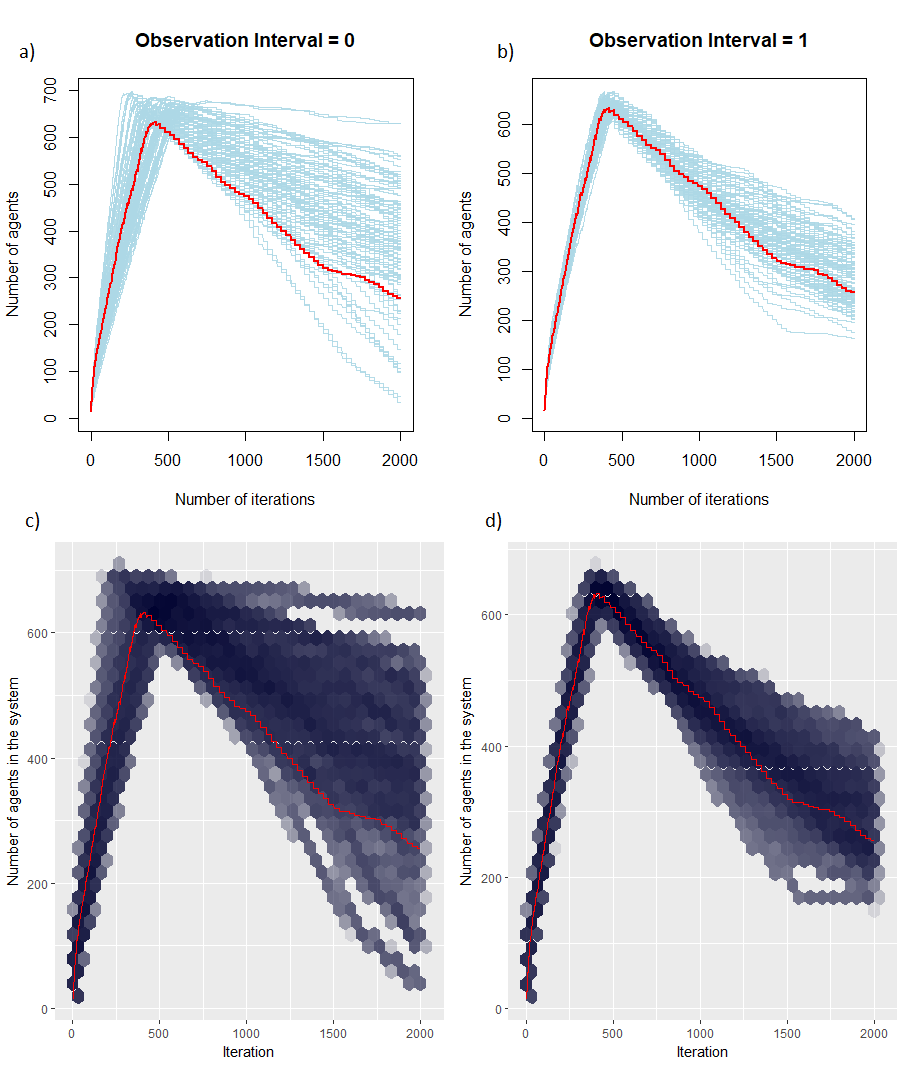 a)
Observation Interval = 0
Number of agents
700
600
500
400
300
200
100
0
0 500 1000 1500 2000
Number of iterations
b)
Observation Interval = 1
Number of agents
600
500
400
300
200
100
0
0 500 1000 1500 2000
Number of iterations
c)
Number of agents in the system
600
400
200
0
0 500 1000 1500 2000
Iteration
d)
Number of agents in the system
600
400
200
0
0 500 1000 1500 2000
Iteration